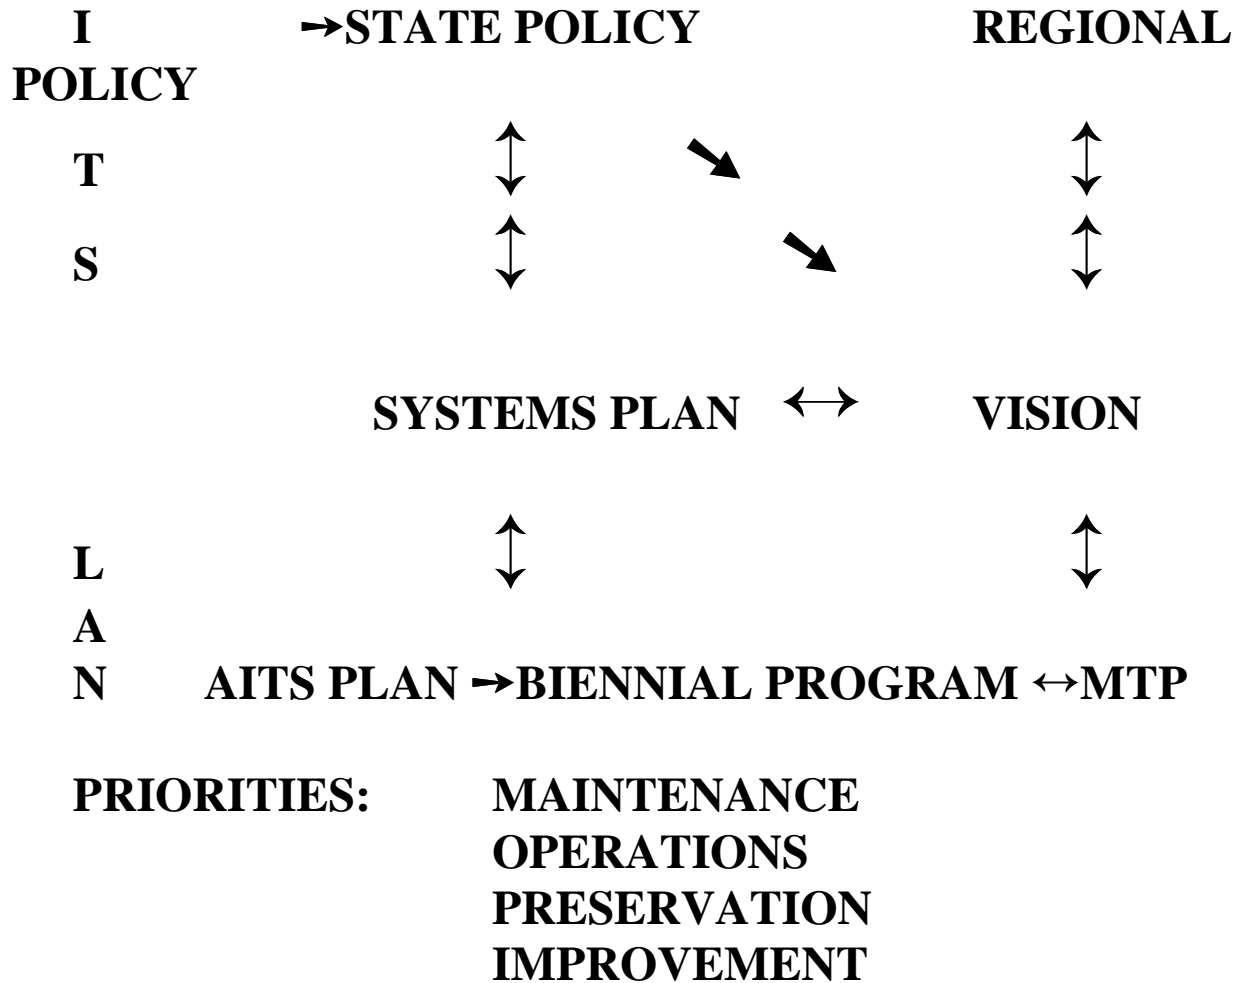 I →STATE POLICY REGIONAL
POLICY
T
S
SYSTEMS PLAN ↔ VISION
L
A
N AITS PLAN →BIENNIAL PROGRAM ↔MTP
PRIORITIES: MAINTENANCE
OPERATIONS
PRESERVATION
IMPROVEMENT